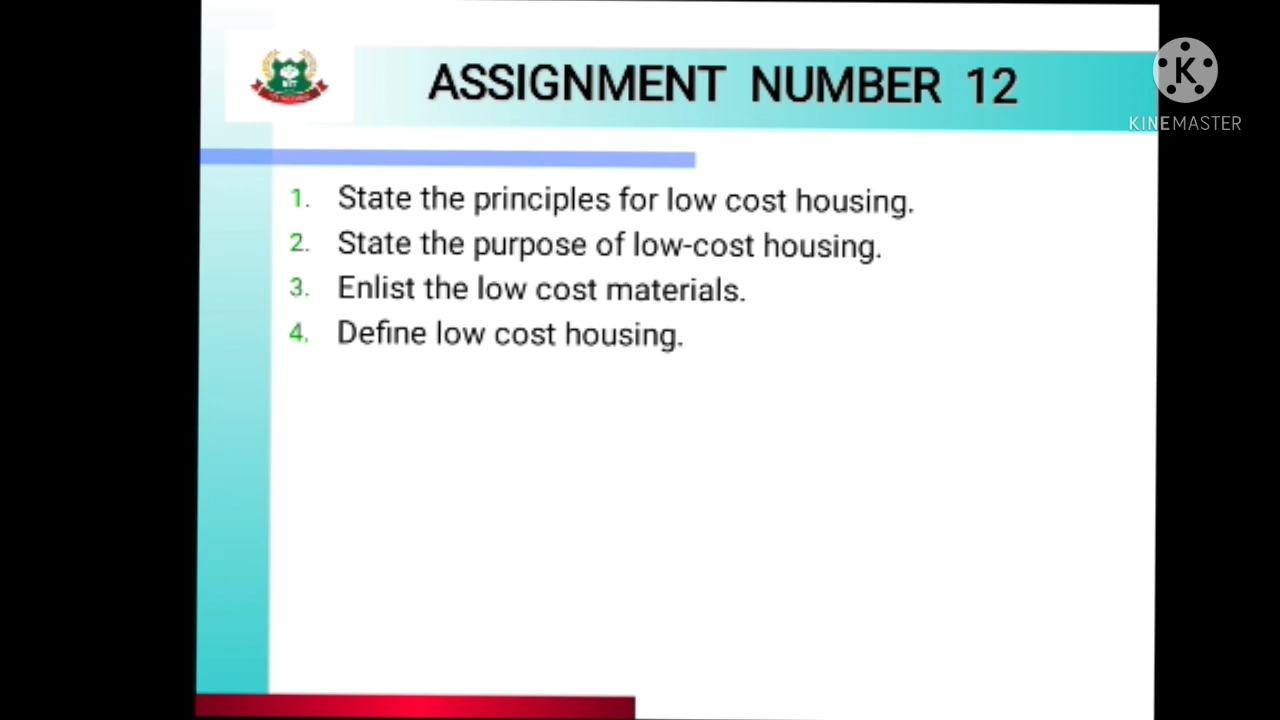 ASSIGNMENT NUMBER 12
K
KINEMASTER
1. State the principles for low cost housing.
2. State the purpose of low-cost housing.
3. Enlist the low cost materials.
4. Define low cost housing.